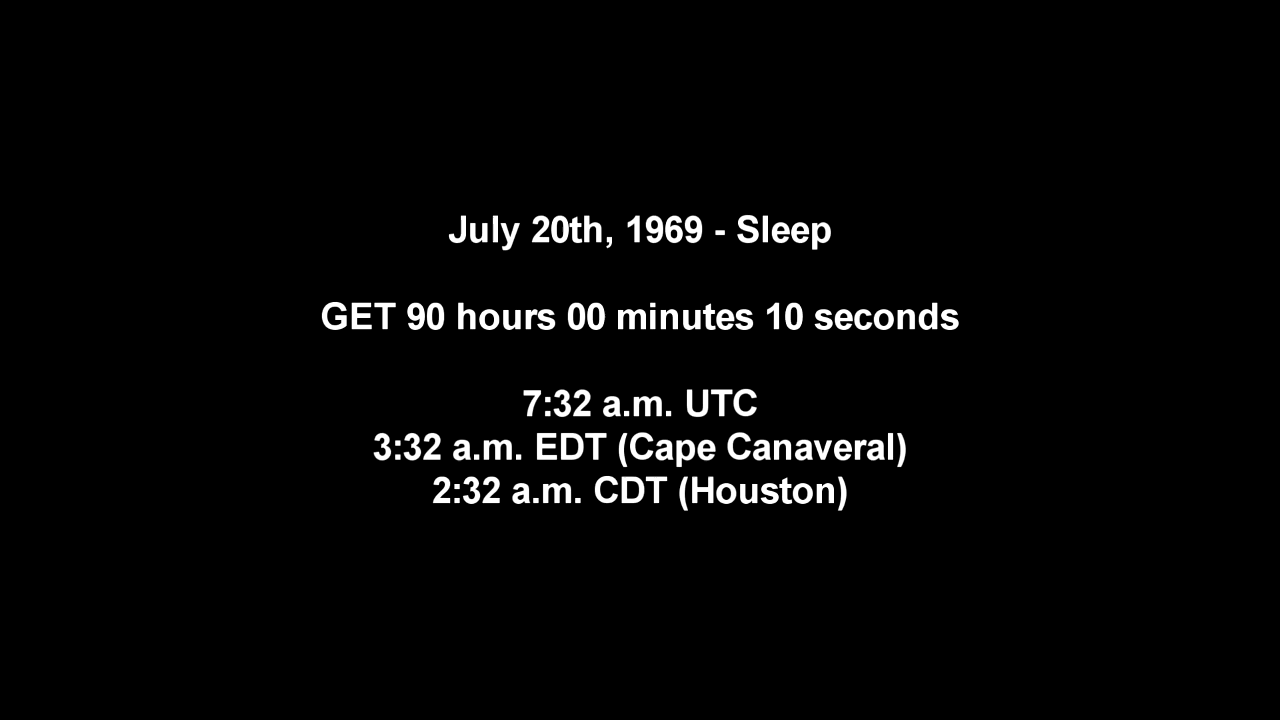 July 20th, 1969 - Sleep
GET 90 hours 00 minutes 10 seconds
7:32 a.m. UTC
3:32 a.m. EDT (Cape Canaveral)
2:32 a.m. CDT (Houston)